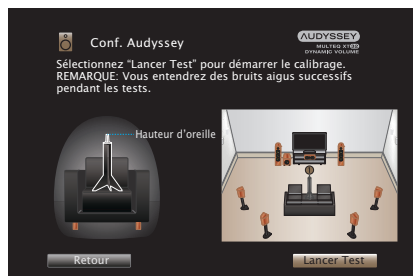 Conf. Audyssey
AUDYSSEY
MULTEQ XT32
DYNAMIC VOLUME
Sélectionnez “Lancer Test” pour démarrer le calibrage.
REMARQUE: Vous entendrez des bruits aigus successifs
pendant les tests.
Hauteur d’oreille
Retour
Lancer Test